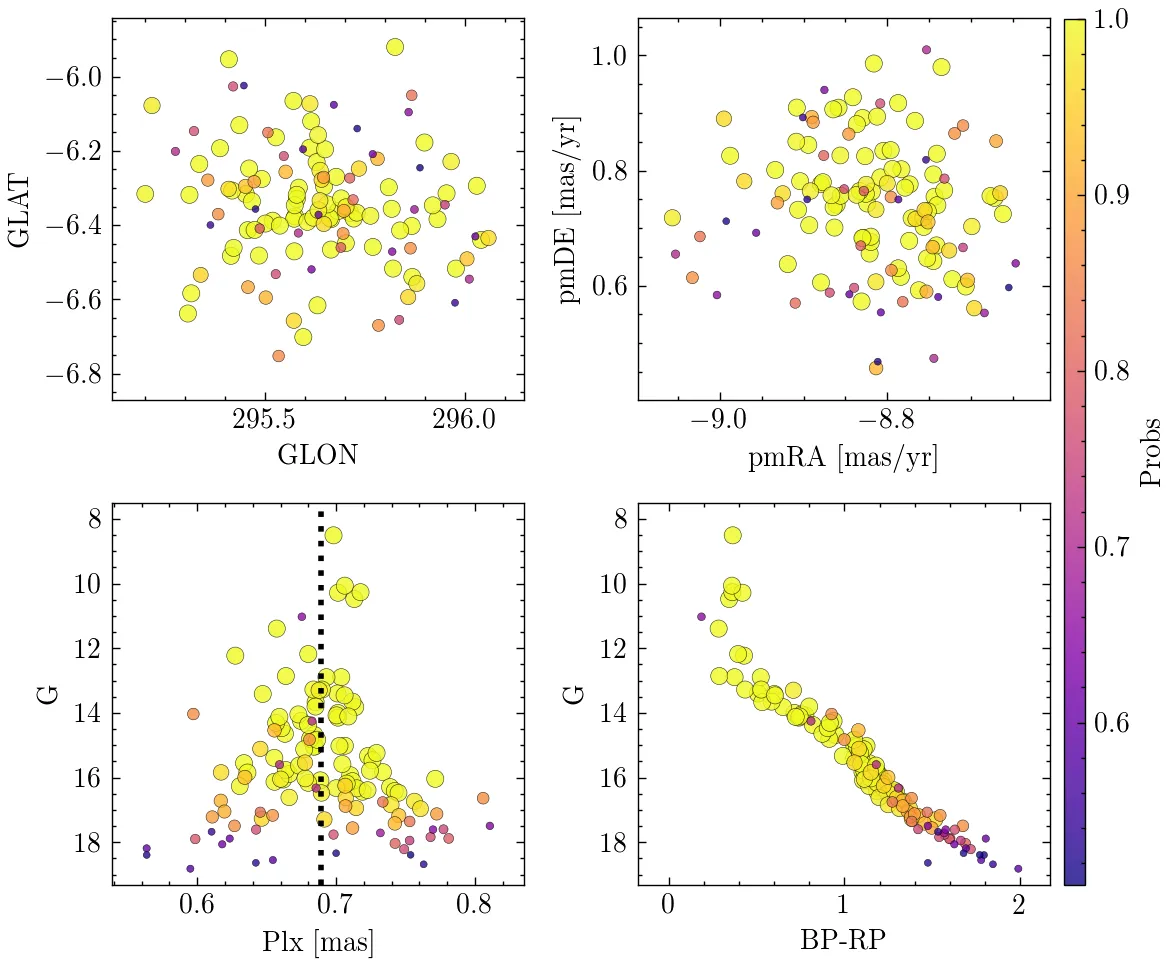 −6.0
−6.2
−6.4
−6.6
−6.8
GLAT
295.5 296.0
GLON
1.0
0.8
0.6
pmDE [mas/yr]
−9.0 −8.8
pmRA [mas/yr]
8
10
12
14
16
18
G
0.6 0.7 0.8
Plx [mas]
8
10
12
14
16
18
G
0 1 2
BP-RP
1.0
0.9
0.8
0.7
0.6
Probs